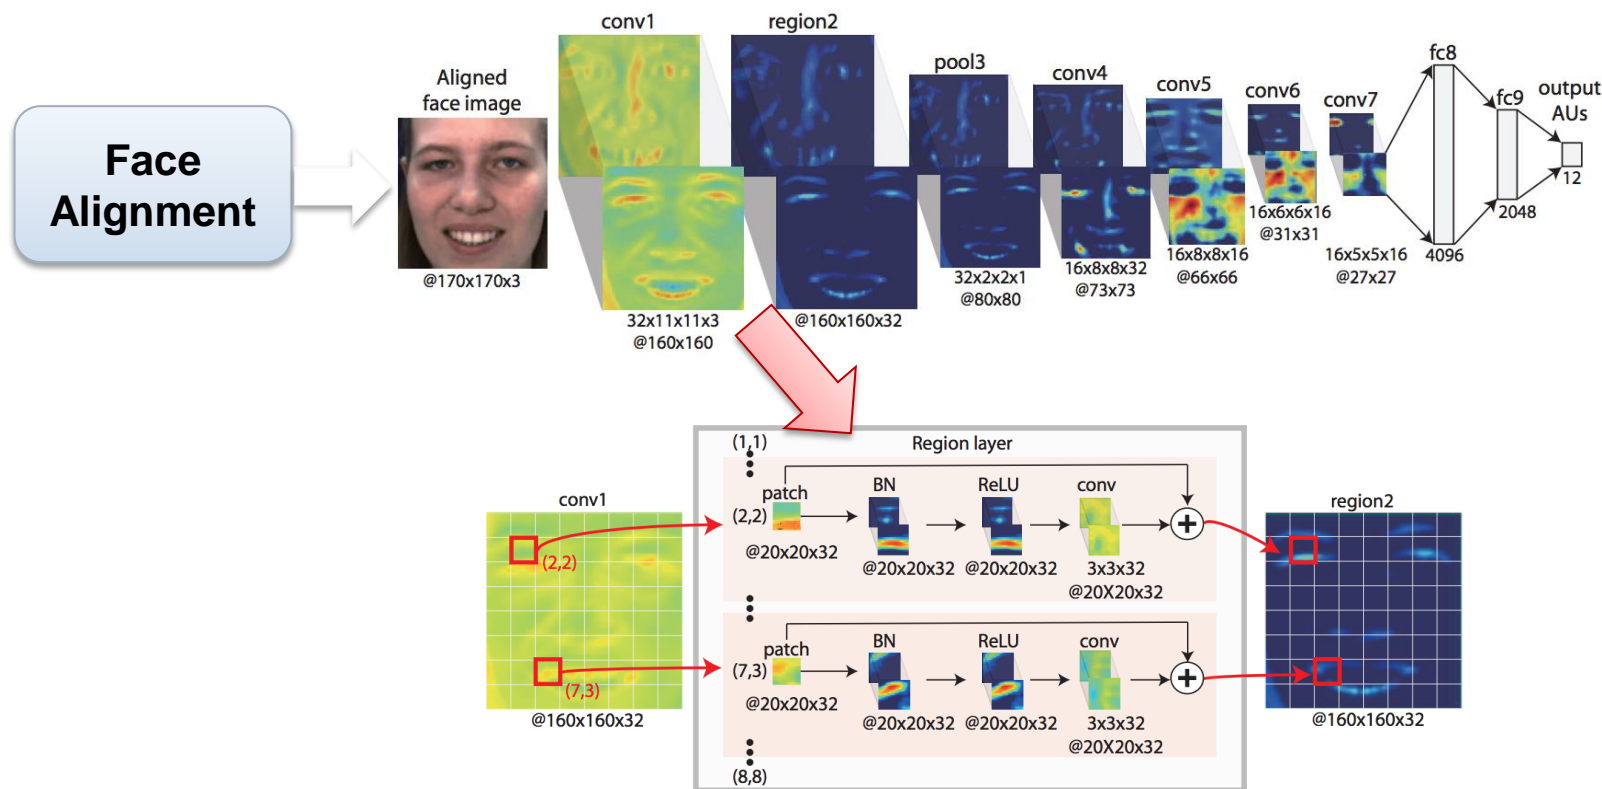 Face
Alignment
Aligned
face image
@170x170x3
conv1
32x11x11x3
@160x160
region2
@160x160x32
pool3
32x2x2x1
@80x80
conv4
16x8x8x32
@73x73
conv5
16x8x8x16
@66x66
conv6
16x6x6x16
@31x31
conv7
16x5x5x16
@27x27
fc8
4096
fc9
2048
output
AUs
12
conv1
(2,2)
(7,3)
@160x160x32
Region layer
(1,1)
(2,2)
patch
@20x20x32
BN
@20x20x32
ReLU
@20x20x32
conv
3x3x32
@20X20x32
+
(7,3)
patch
@20x20x32
BN
@20x20x32
ReLU
@20x20x32
conv
3x3x32
@20X20x32
+
(8,8)
region2
@160x160x32